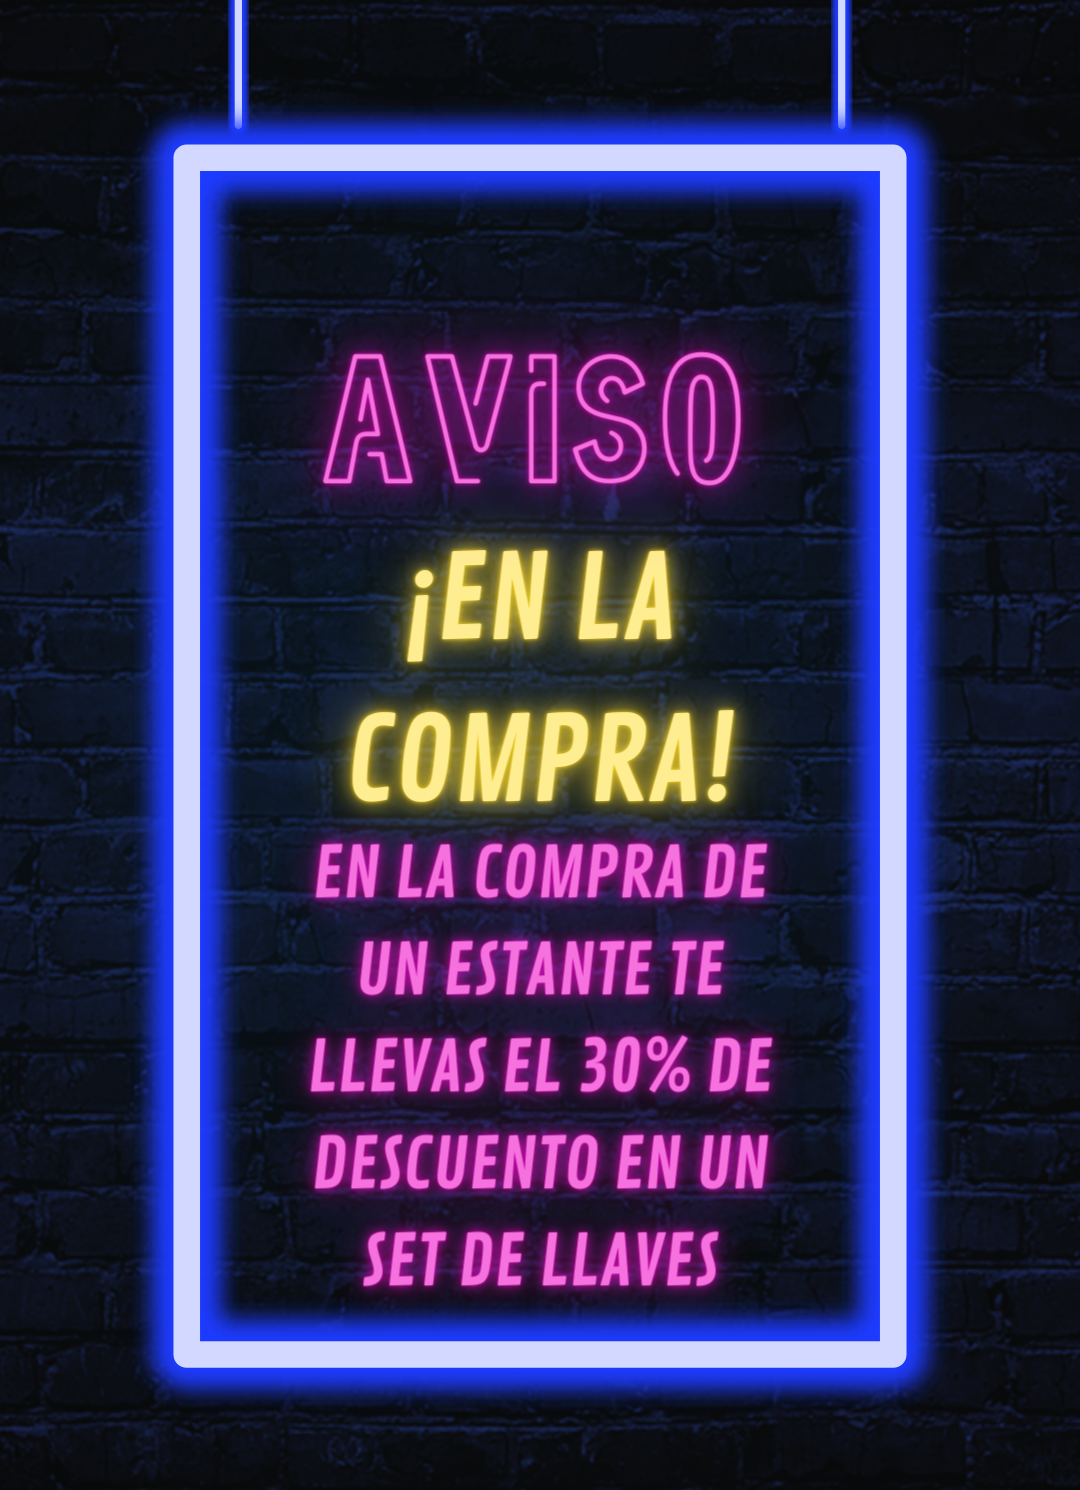 AViSO
¡EN LA
COMPRA!
EN LA COMPRA DE
UN ESTANTE TE
LLEVAS EL 30% DE
DESCUENTO EN UN
SET DE LLAVES